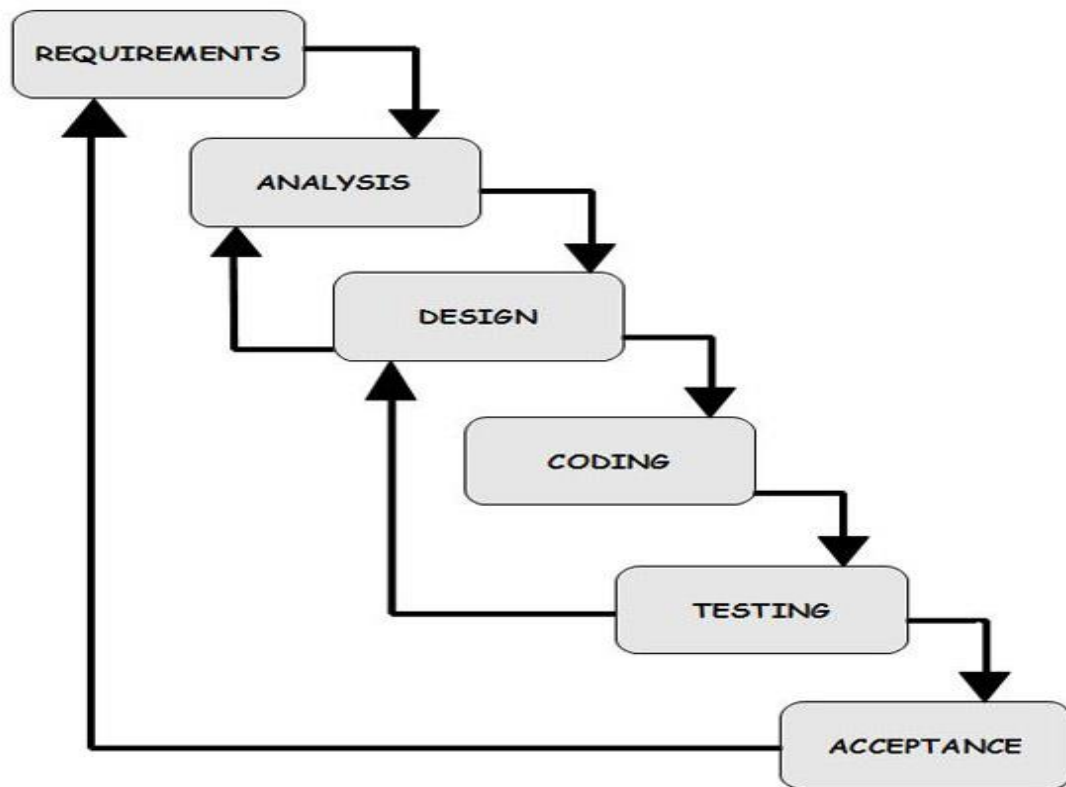 REQUIREMENTS
ANALYSIS
DESIGN
CODING
TESTING
ACCEPTANCE